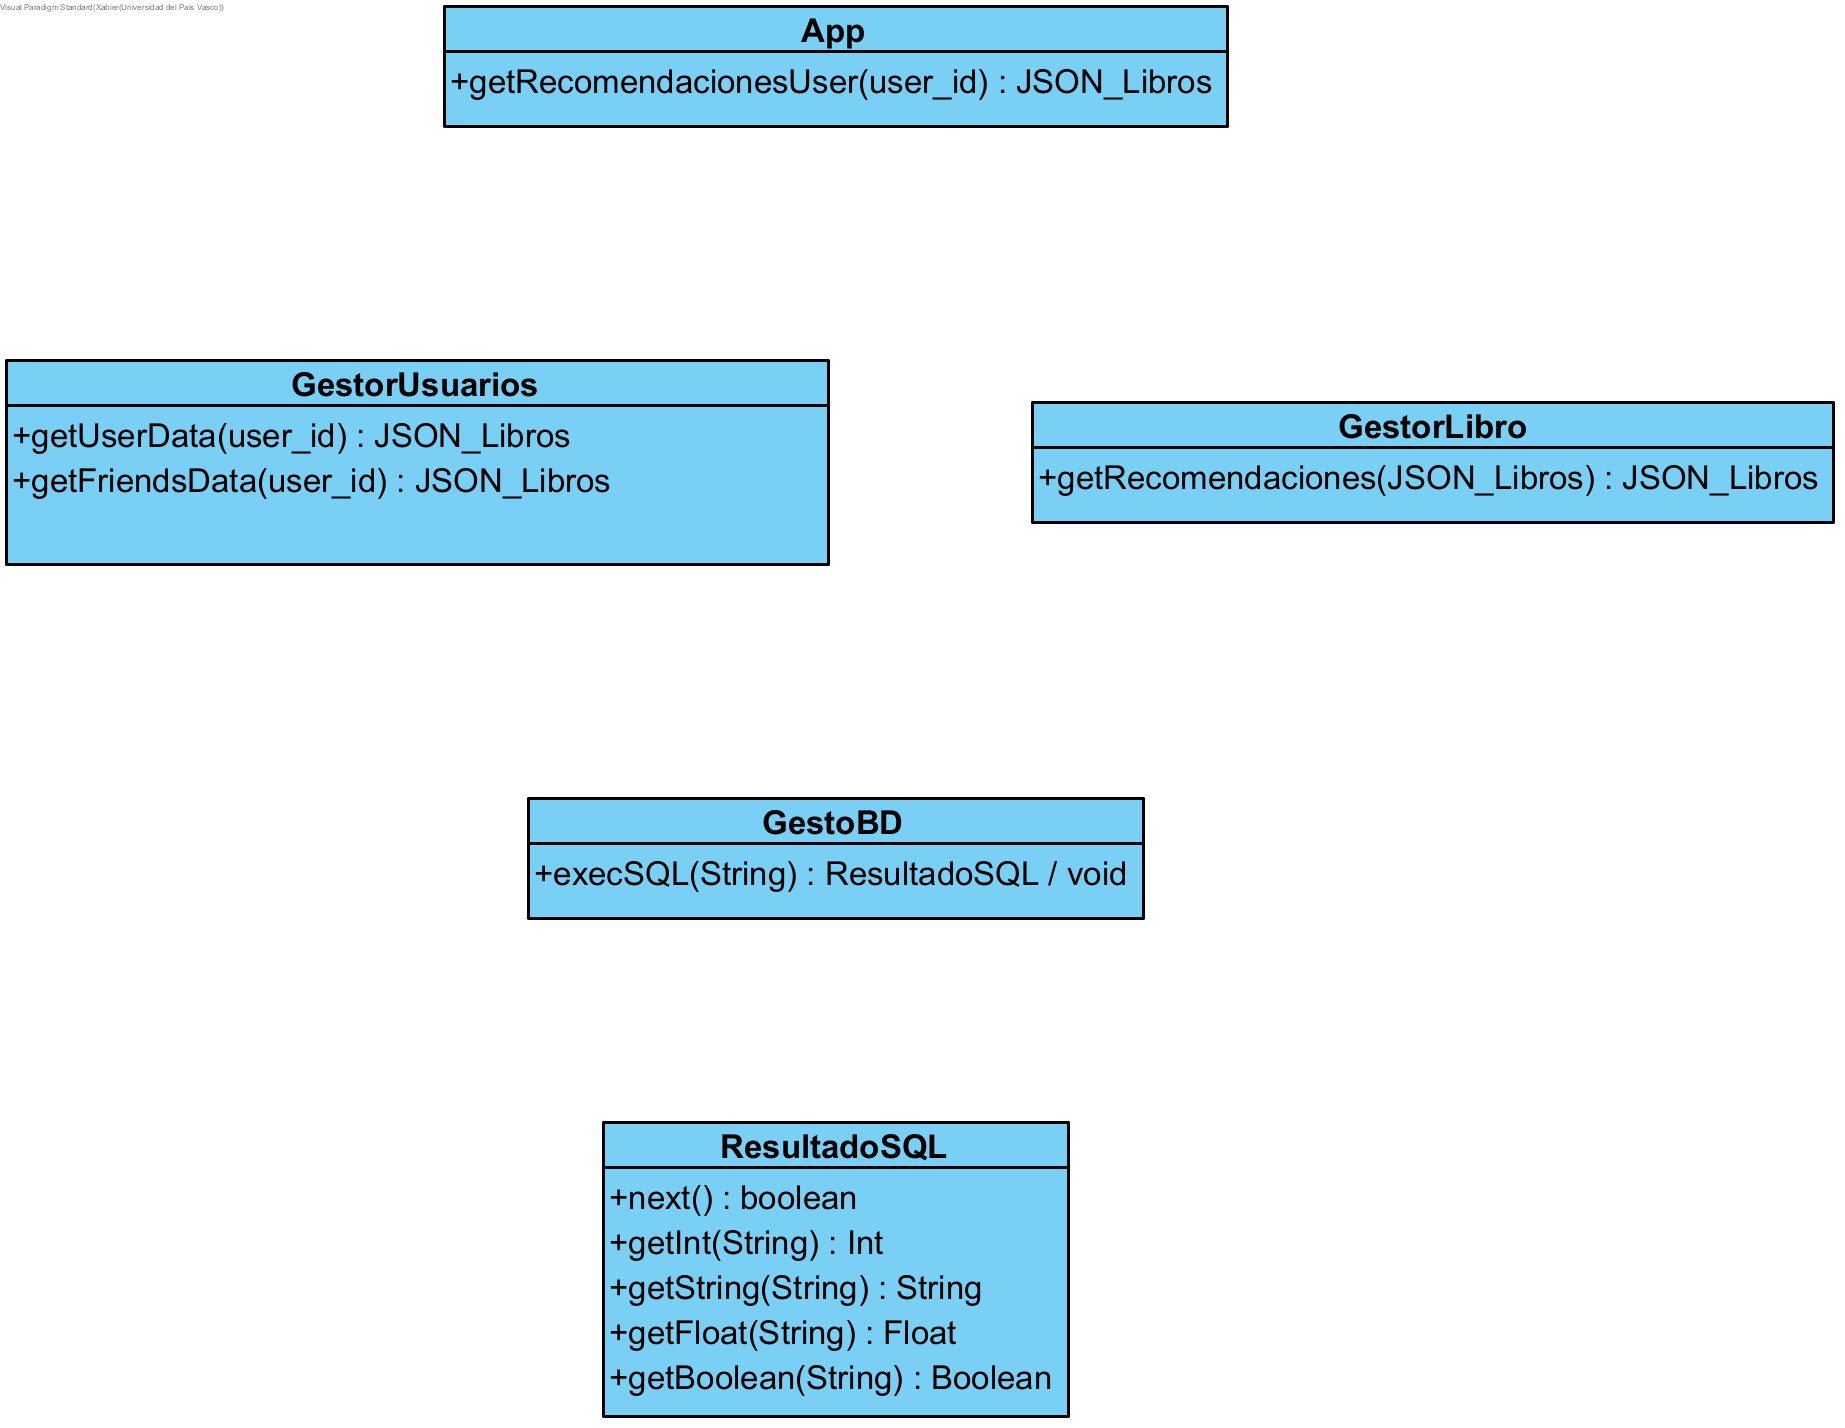 Visual Paradigm Standard(Xabier(Universidad del Pais Vasco))
App
+getRecomendacionesUser(user_id) : JSON_Libros
GestorUsuarios
+getUserData(user_id) : JSON_Libros
+getFriendsData(user_id) : JSON_Libros
GestorLibro
+getRecomendaciones(JSON_Libros) : JSON_Libros
GestoBD
+execSQL(String) : ResultadoSQL / void
ResultadoSQL
+next() : boolean
+getInt(String) : Int
+getString(String) : String
+getFloat(String) : Float
+getBoolean(String) : Boolean